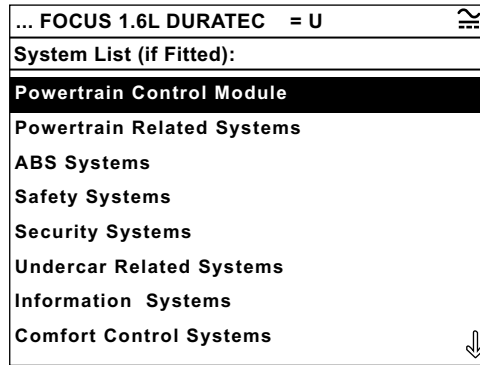 ... FOCUS 1.6L DURATEC = U
System List (if Fitted):
Powertrain Control Module
Powertrain Related Systems
ABS Systems
Safety Systems
Security Systems
Undercar Related Systems
Information Systems
Comfort Control Systems